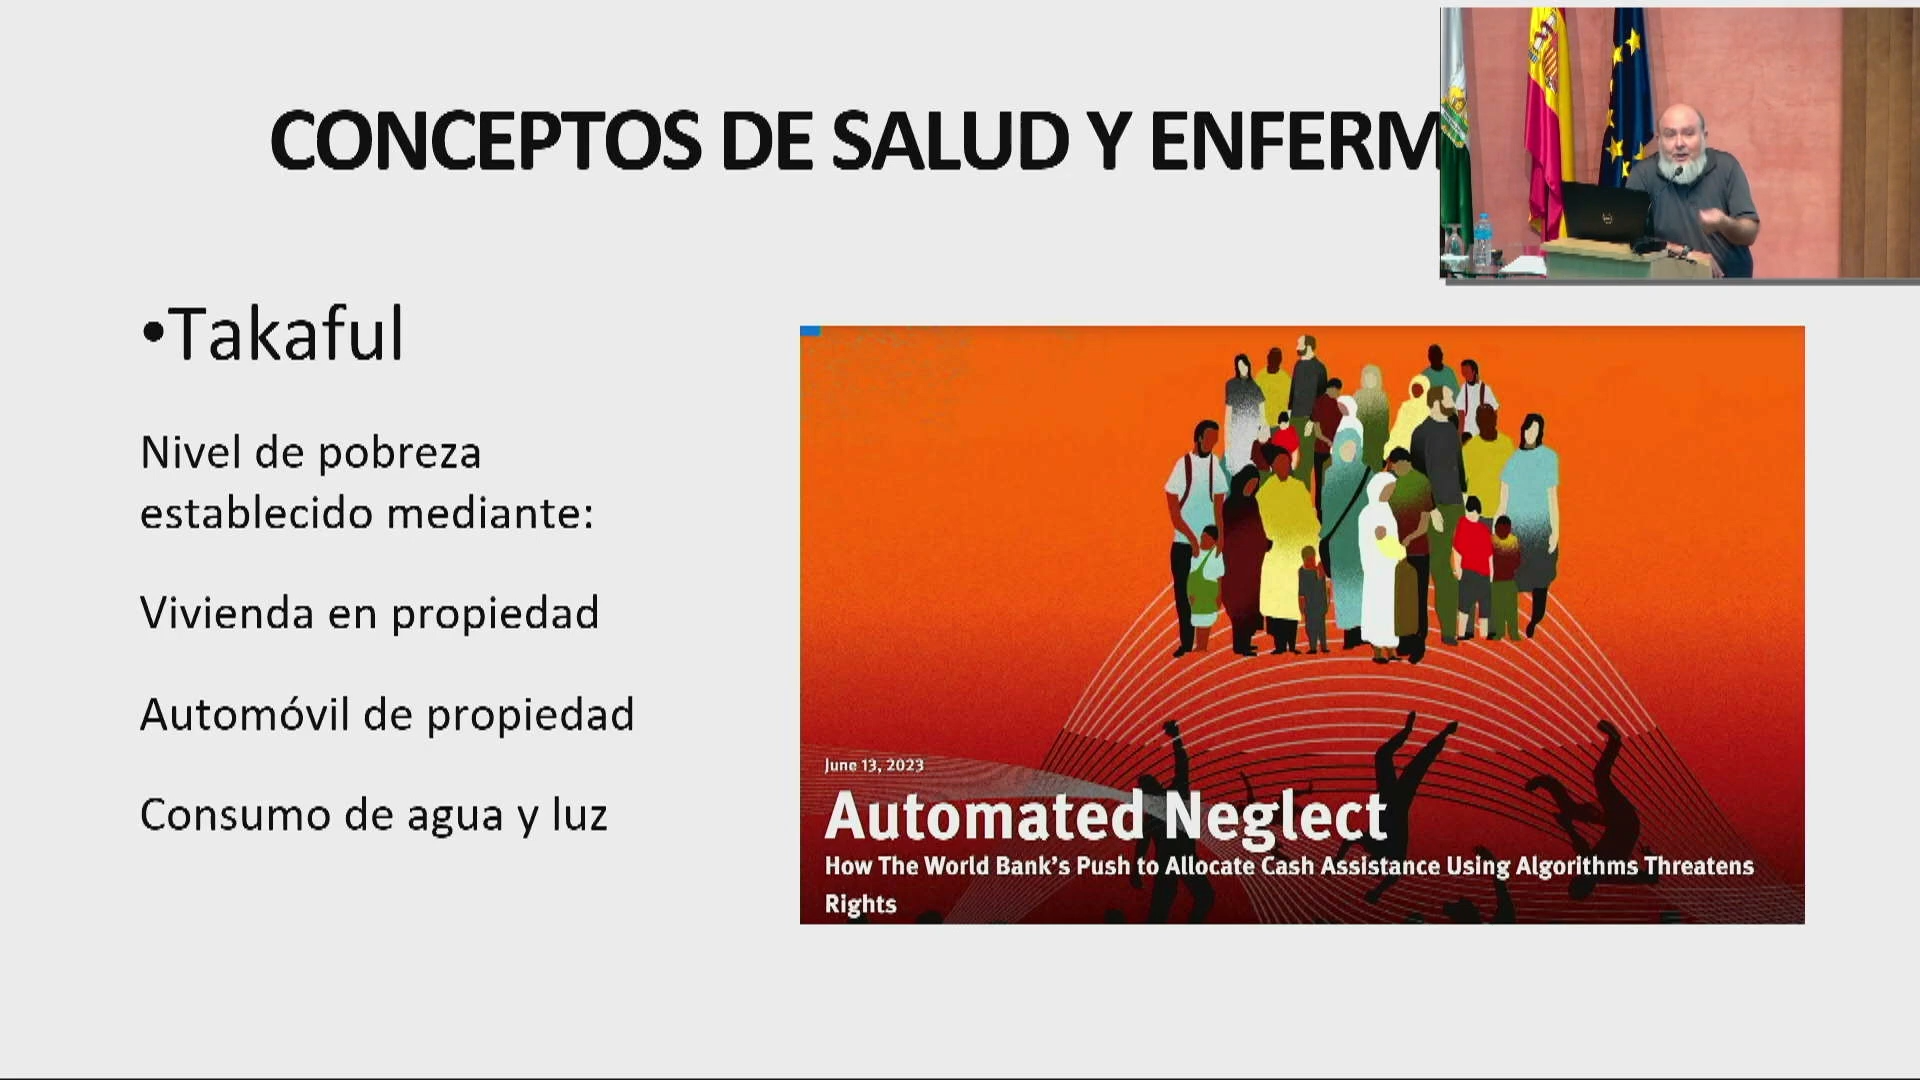 CONCEPTOS DE SALUD Y ENFERM
•Takaful
Nivel de pobreza
establecido mediante:
Vivienda en propiedad
Automóvil de propiedad
Consumo de agua y luz
June 13, 2023
Automated Neglect
How The World Bank's Push to Allocate Cash Assistance Using Algorithms Threatens
Rights